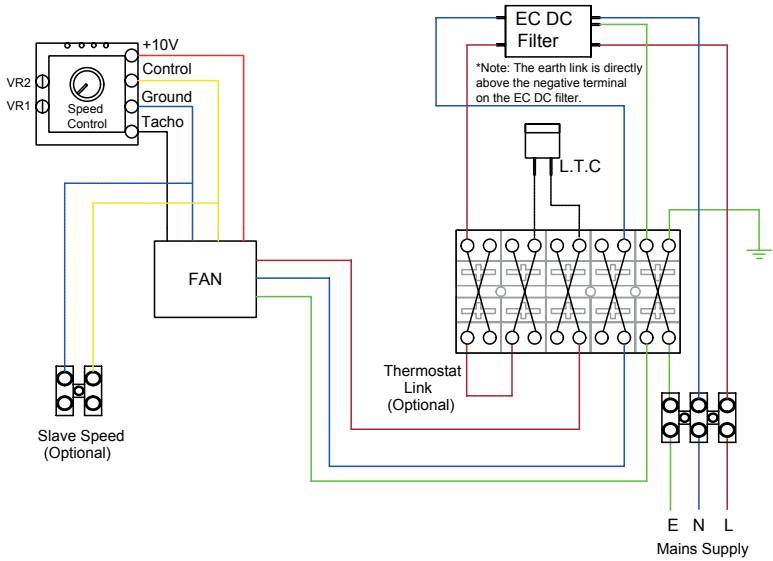 +10V
Control
VR2
Ground
VR1
Speed
Control
Tacho
EC DC
Filter
*Note: The earth link is directly
above the negative terminal
on the EC DC filter.
L.T.C
FAN
Thermostat
Link
(Optional)
Slave Speed
(Optional)
E N L
Mains Supply